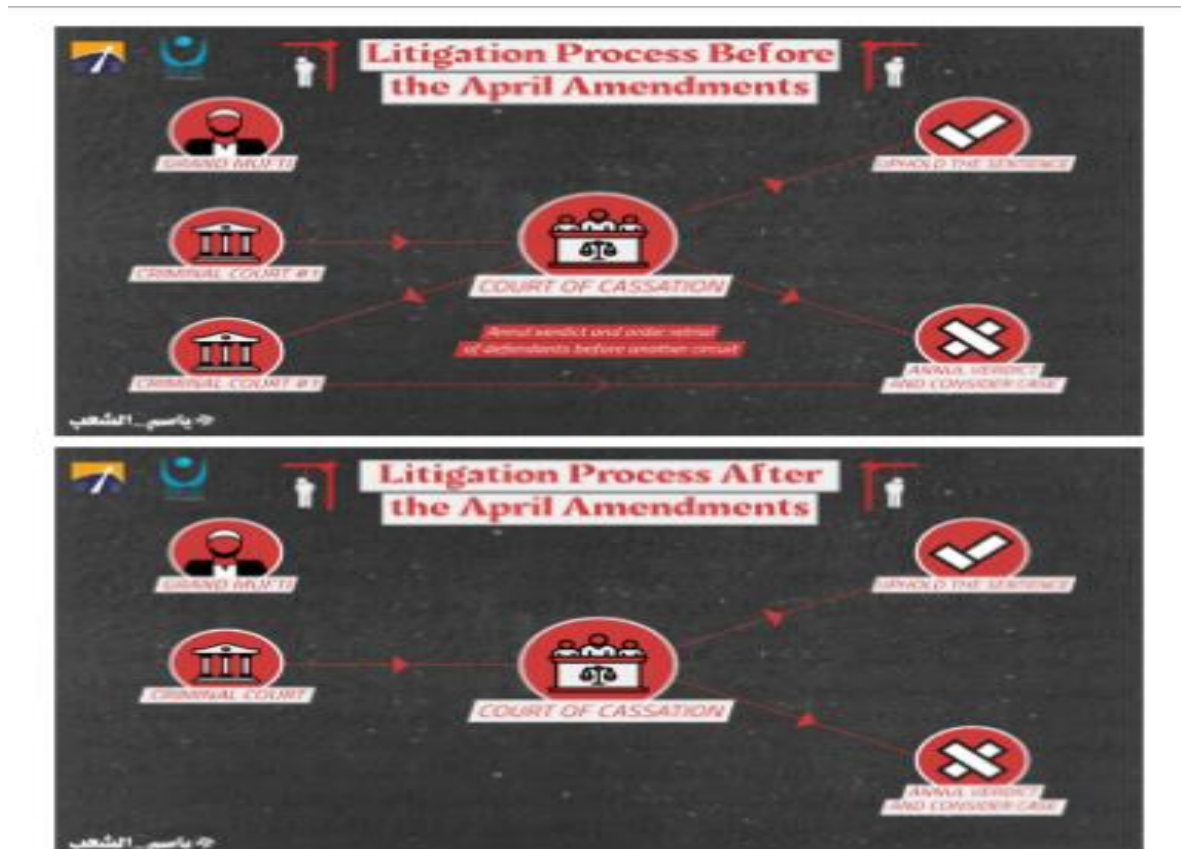 Litigation Process Before
the April Amendments
GRAND MUFTI
UPHOLD THE SENTENCE
CRIMINAL COURT #1
COURT OF CASSATION
Annul verdict and order retrial
of defendants before another circuit
CRIMINAL COURT #1
ANNUL VERDICT
AND CONSIDER CASE
#باسم_الشعب
Litigation Process After
the April Amendments
GRAND MUFTI
UPHOLD THE SENTENCE
CRIMINAL COURT
COURT OF CASSATION
ANNUL VERDICT
AND CONSIDER CASE
#باسم_الشعب